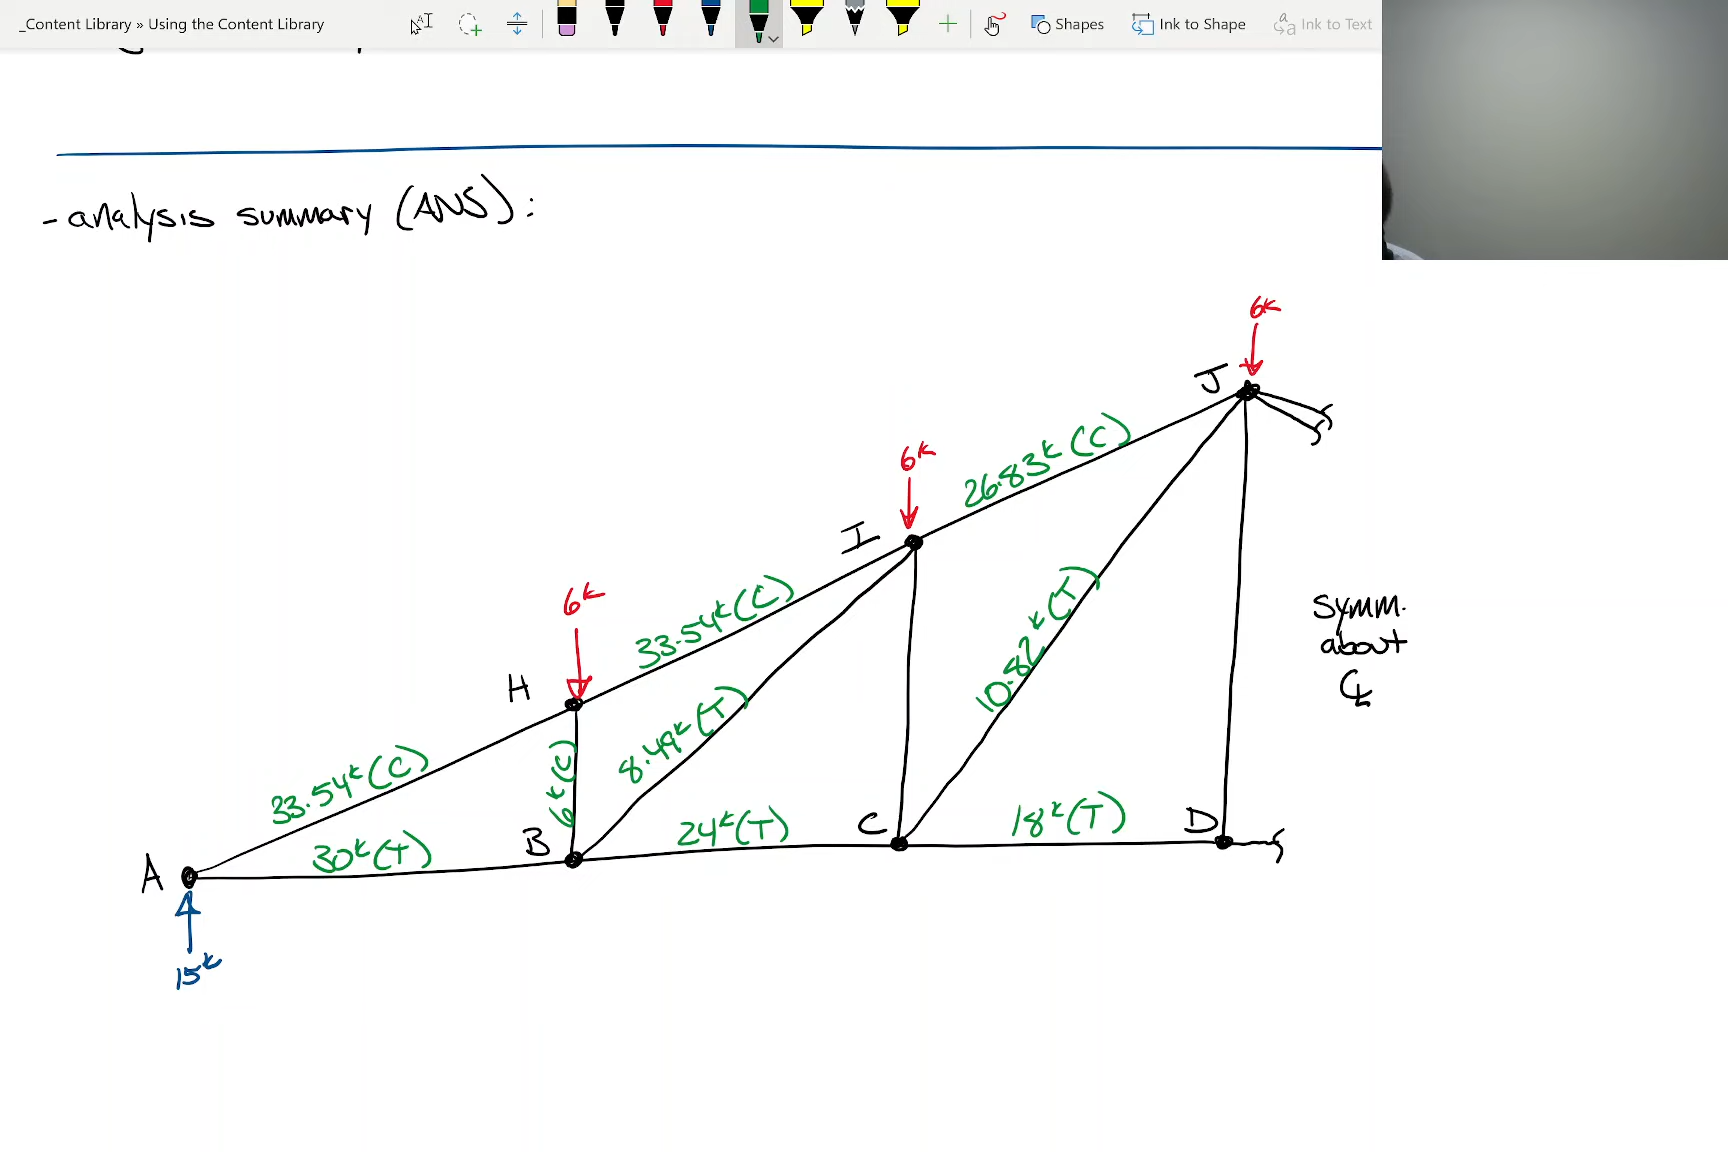 _Content Library » Using the Content Library
Shapes
Ink to Shape
Ink to Text
- analysis summary (ANS):
6k
J
6k
26.83k (C)
I
6k
33.54k (C)
10.82k (T)
symm.
about
H
8.49k (T)
33.54k (C)
6k (C)
A
30k (T)
B
24k (T)
C
18k (T)
D
15k